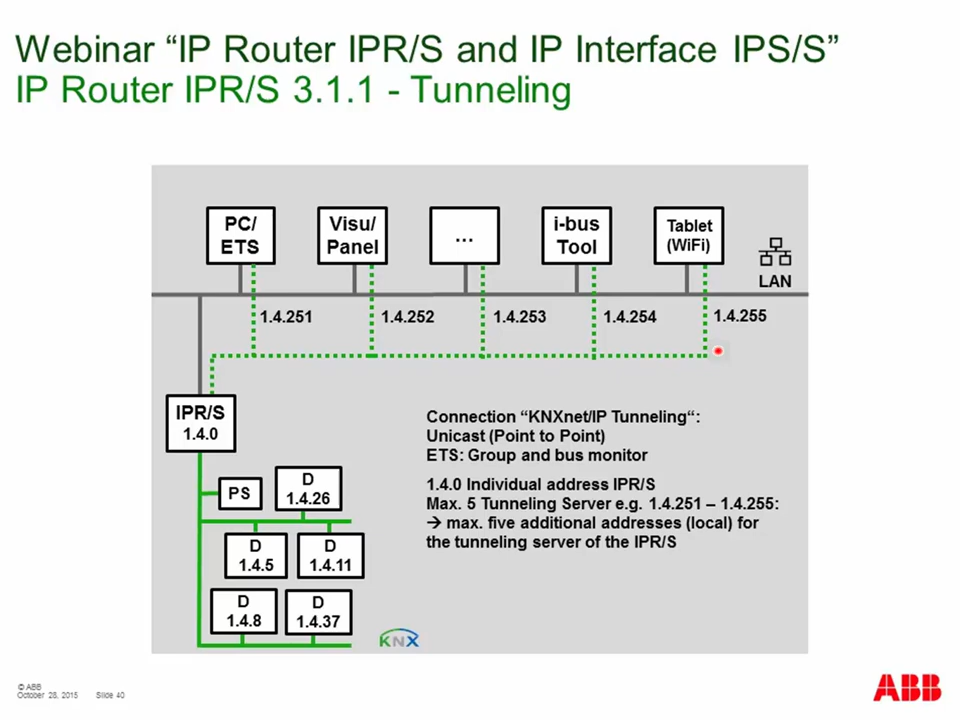 Webinar “IP Router IPR/S and IP Interface IPS/S”
IP Router IPR/S 3.1.1 - Tunneling
PC/
ETS
Visu/
Panel
...
i-bus
Tool
Tablet
(WiFi)
LAN
1.4.251
1.4.252
1.4.253
1.4.254
1.4.255
IPR/S
1.4.0
Connection “KNXnet/IP Tunneling“:
Unicast (Point to Point)
ETS: Group and bus monitor
1.4.0 Individual address IPR/S
Max. 5 Tunneling Server e.g. 1.4.251 – 1.4.255:
→ max. five additional addresses (local) for
the tunneling server of the IPR/S
PS
D
1.4.26
D
1.4.5
D
1.4.11
D
1.4.8
D
1.4.37
KNX
© ABB
October 28, 2015 Slide 40
ABB